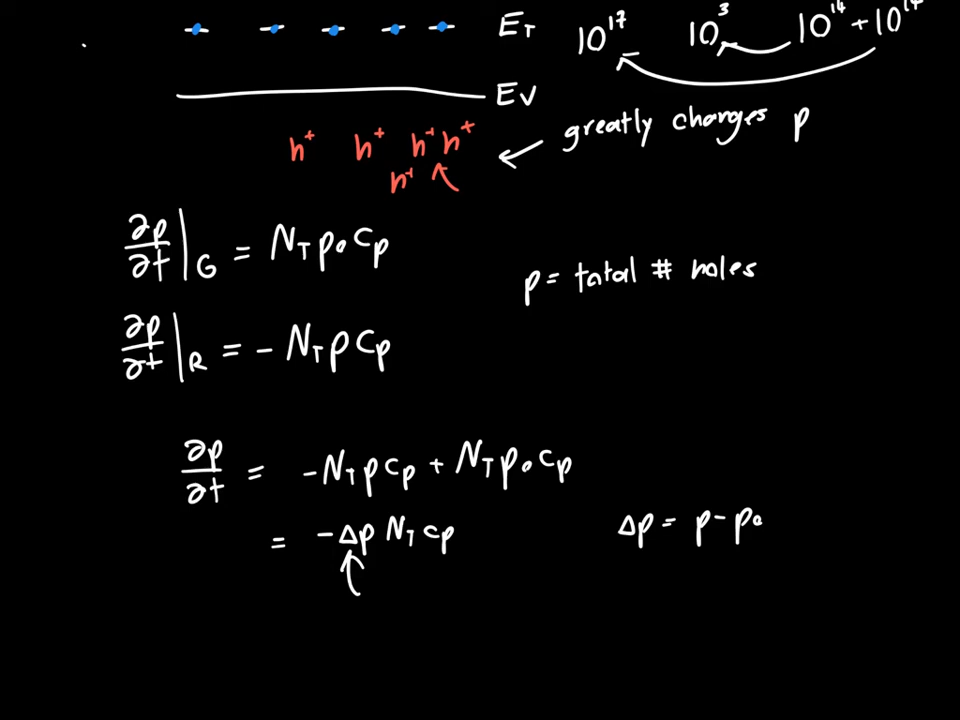 E_T 10^17 10^3 10^14 + 10^14
E_V
greatly changes p
h^+ h^+ h^+ h^+
h^+
∂p/∂t |_G = N_T p_0 c_p
p = total # holes
∂p/∂t |_R = - N_T p c_p
∂p/∂t = - N_T p c_p + N_T p_0 c_p
= - Δp N_T c_p Δp = p - p_0